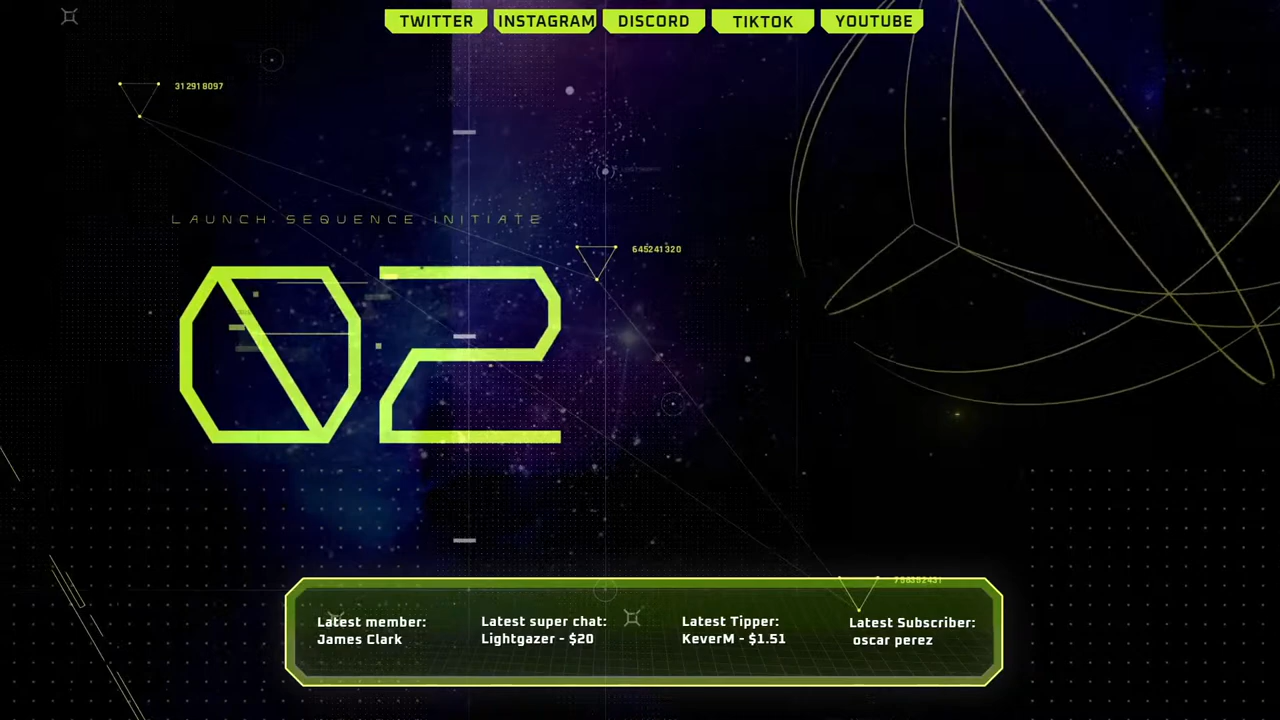 TWITTER INSTAGRAM DISCORD TIKTOK YOUTUBE
312918097
LAUNCH SEQUENCE INITIATE
645241320
02
Latest member:
James Clark
Latest super chat:
Lightgazer - $20
Latest Tipper:
KeverM - $1.51
Latest Subscriber:
oscar perez